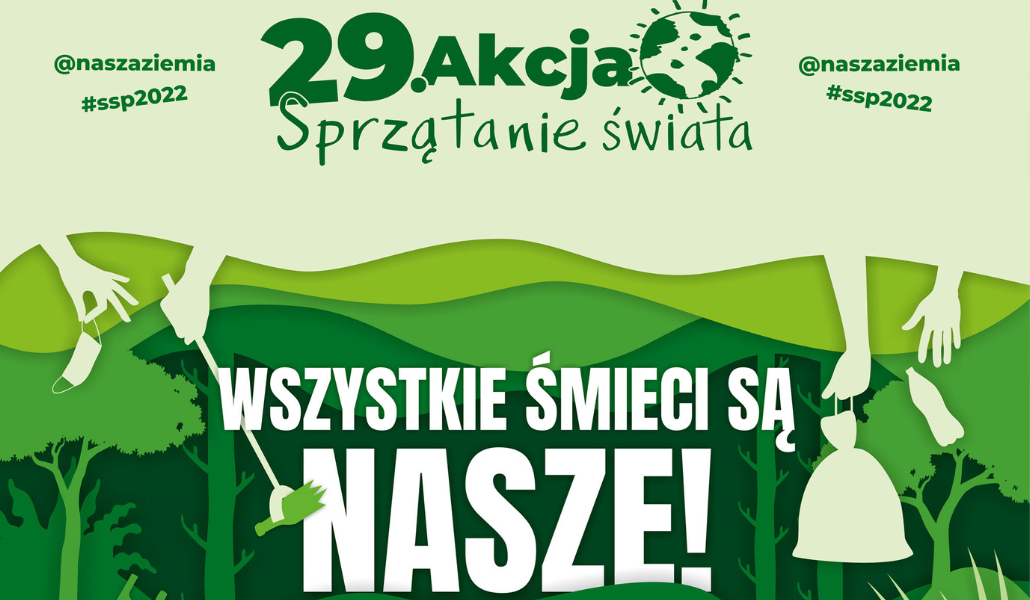 @naszaziemia
#ssp2022
29.Akcja
Sprzątanie świata
@naszaziemia
#ssp2022
WSZYSTKIE ŚMIECI SĄ
NASZE!